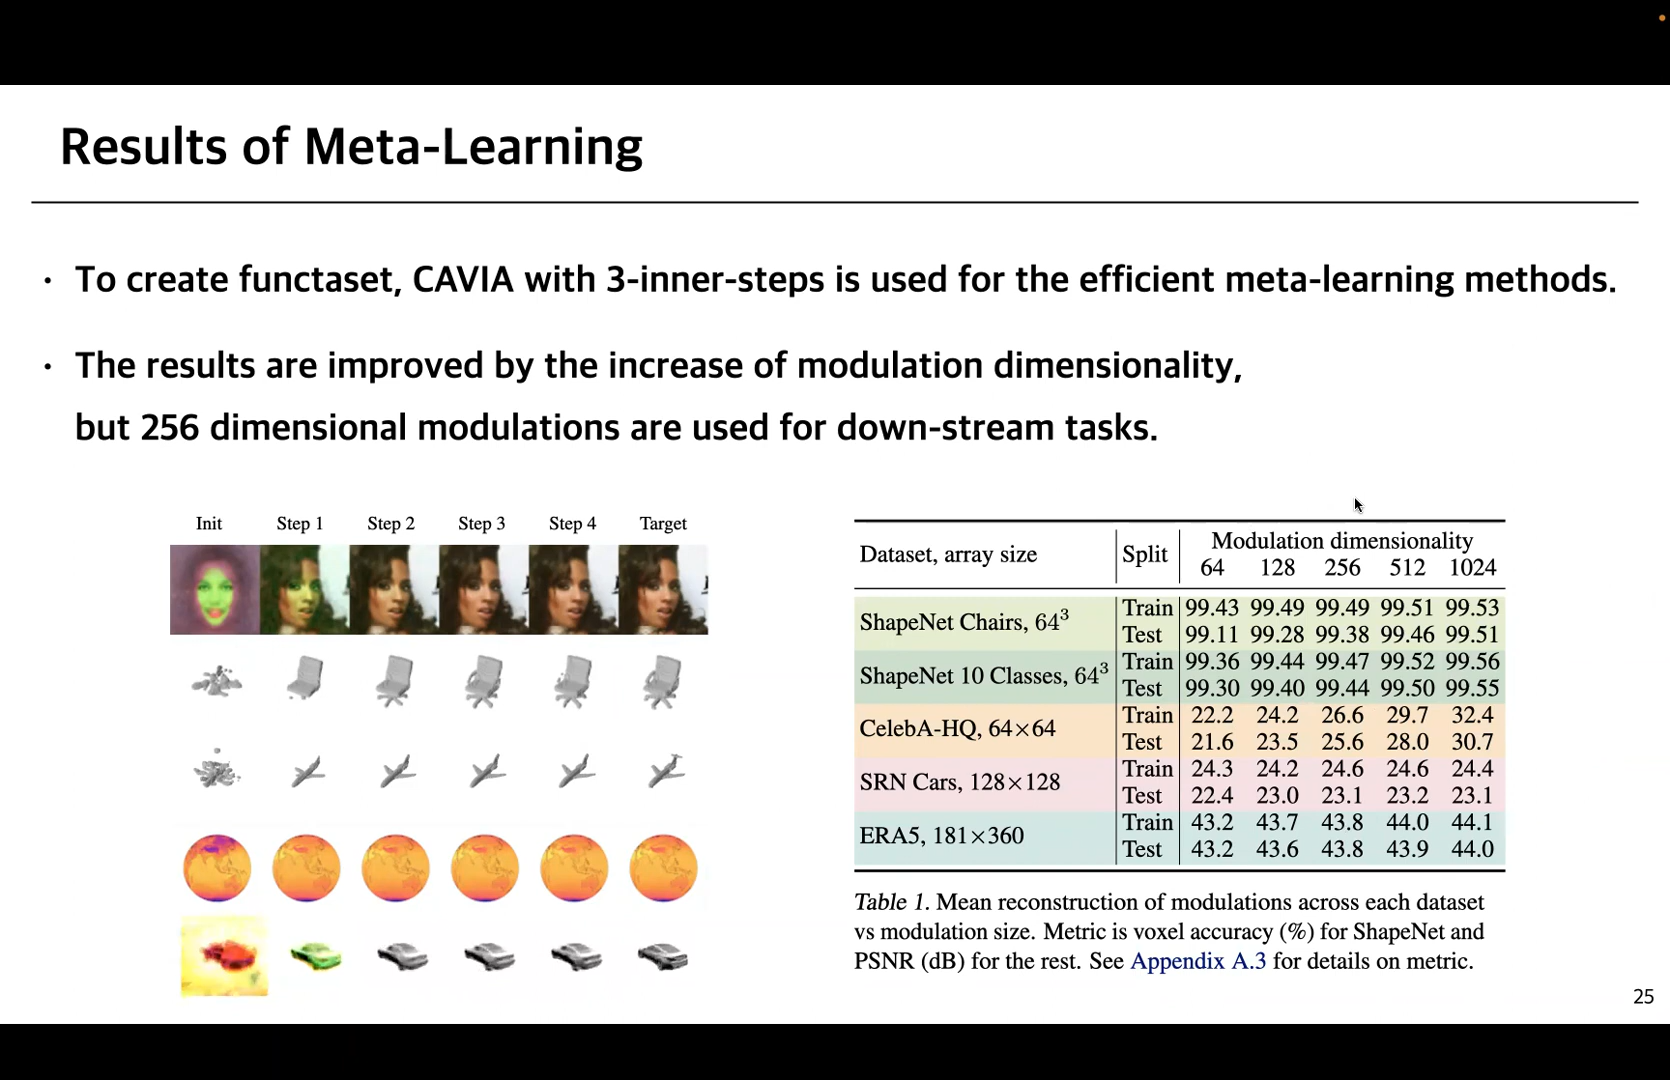 Results of Meta-Learning
· To create functaset, CAVIA with 3-inner-steps is used for the efficient meta-learning methods.
· The results are improved by the increase of modulation dimensionality,
but 256 dimensional modulations are used for down-stream tasks.
Init Step 1 Step 2 Step 3 Step 4 Target
Dataset, array size Split Modulation dimensionality
64 128 256 512 1024
ShapeNet Chairs, 64³ Train 99.43 99.49 99.49 99.51 99.53
Test 99.11 99.28 99.38 99.46 99.51
ShapeNet 10 Classes, 64³ Train 99.36 99.44 99.47 99.52 99.56
Test 99.30 99.40 99.44 99.50 99.55
CelebA-HQ, 64×64 Train 22.2 24.2 26.6 29.7 32.4
Test 21.6 23.5 25.6 28.0 30.7
SRN Cars, 128×128 Train 24.3 24.2 24.6 24.6 24.4
Test 22.4 23.0 23.1 23.2 23.1
ERA5, 181×360 Train 43.2 43.7 43.8 44.0 44.1
Test 43.2 43.6 43.8 43.9 44.0
Table 1. Mean reconstruction of modulations across each dataset
vs modulation size. Metric is voxel accuracy (%) for ShapeNet and
PSNR (dB) for the rest. See Appendix A.3 for details on metric.
25